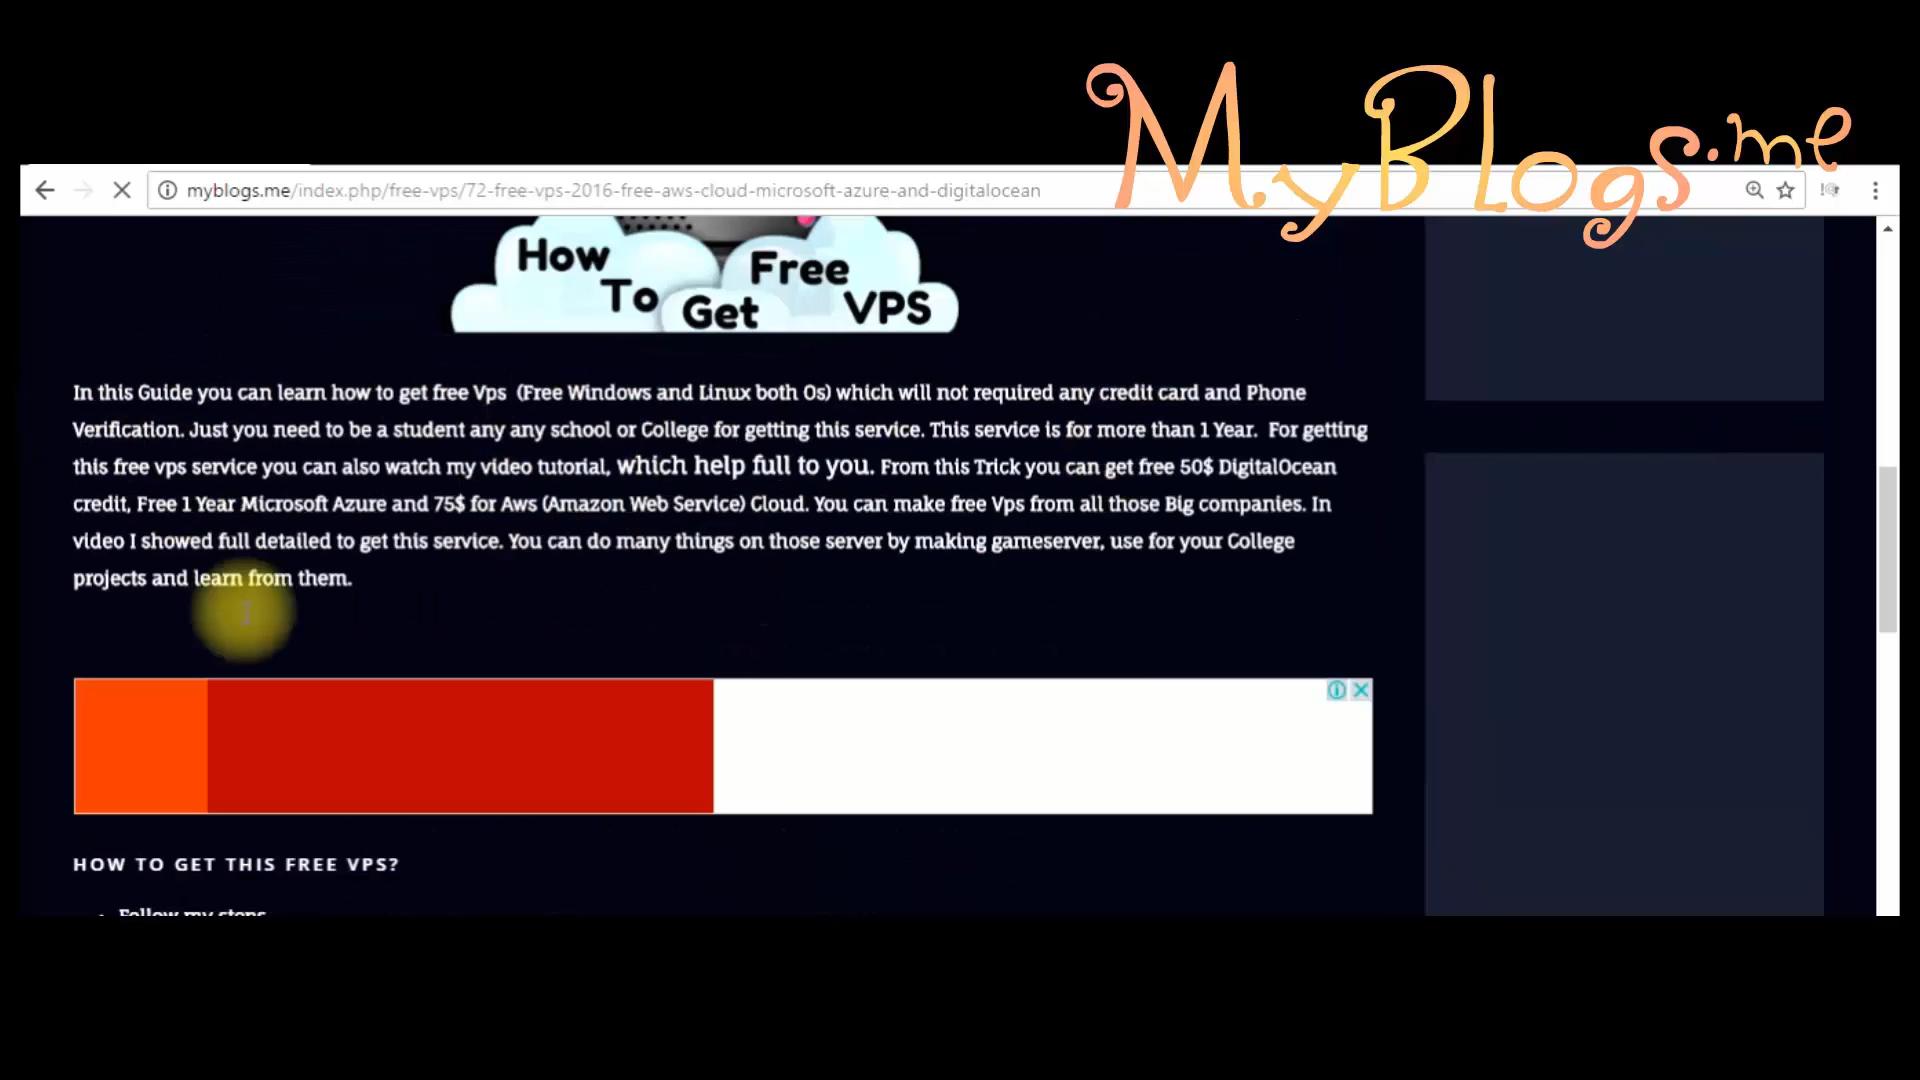 MyBlogs.me
myblogs.me/index.php/free-vps/72-free-vps-2016-free-aws-cloud-microsoft-azure-and-digitalocean
How To Get Free VPS
In this Guide you can learn how to get free Vps (Free Windows and Linux both Os) which will not required any credit card and Phone
Verification. Just you need to be a student any any school or College for getting this service. This service is for more than 1 Year. For getting
this free vps service you can also watch my video tutorial, which help full to you. From this Trick you can get free 50$ DigitalOcean
credit, Free 1 Year Microsoft Azure and 75$ for Aws (Amazon Web Service) Cloud. You can make free Vps from all those Big companies. In
video I showed full detailed to get this service. You can do many things on those server by making gameserver, use for your College
projects and learn from them.
HOW TO GET THIS FREE VPS?
Follow my steps